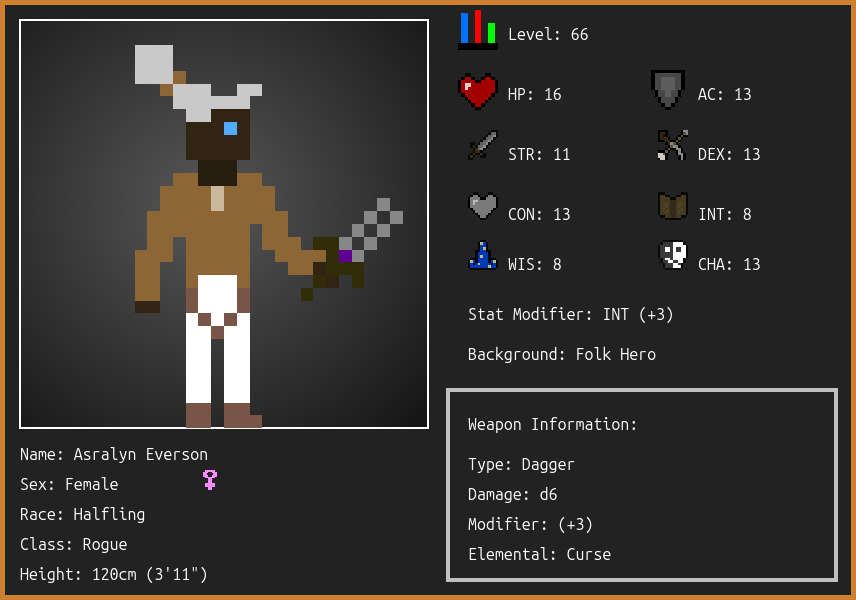 Level: 66
HP: 16
AC: 13
STR: 11
DEX: 13
CON: 13
INT: 8
WIS: 8
CHA: 13
Stat Modifier: INT (+3)
Background: Folk Hero
Weapon Information:
Type: Dagger
Damage: d6
Modifier: (+3)
Elemental: Curse
Name: Asralyn Everson
Sex: Female
Race: Halfling
Class: Rogue
Height: 120cm (3'11")